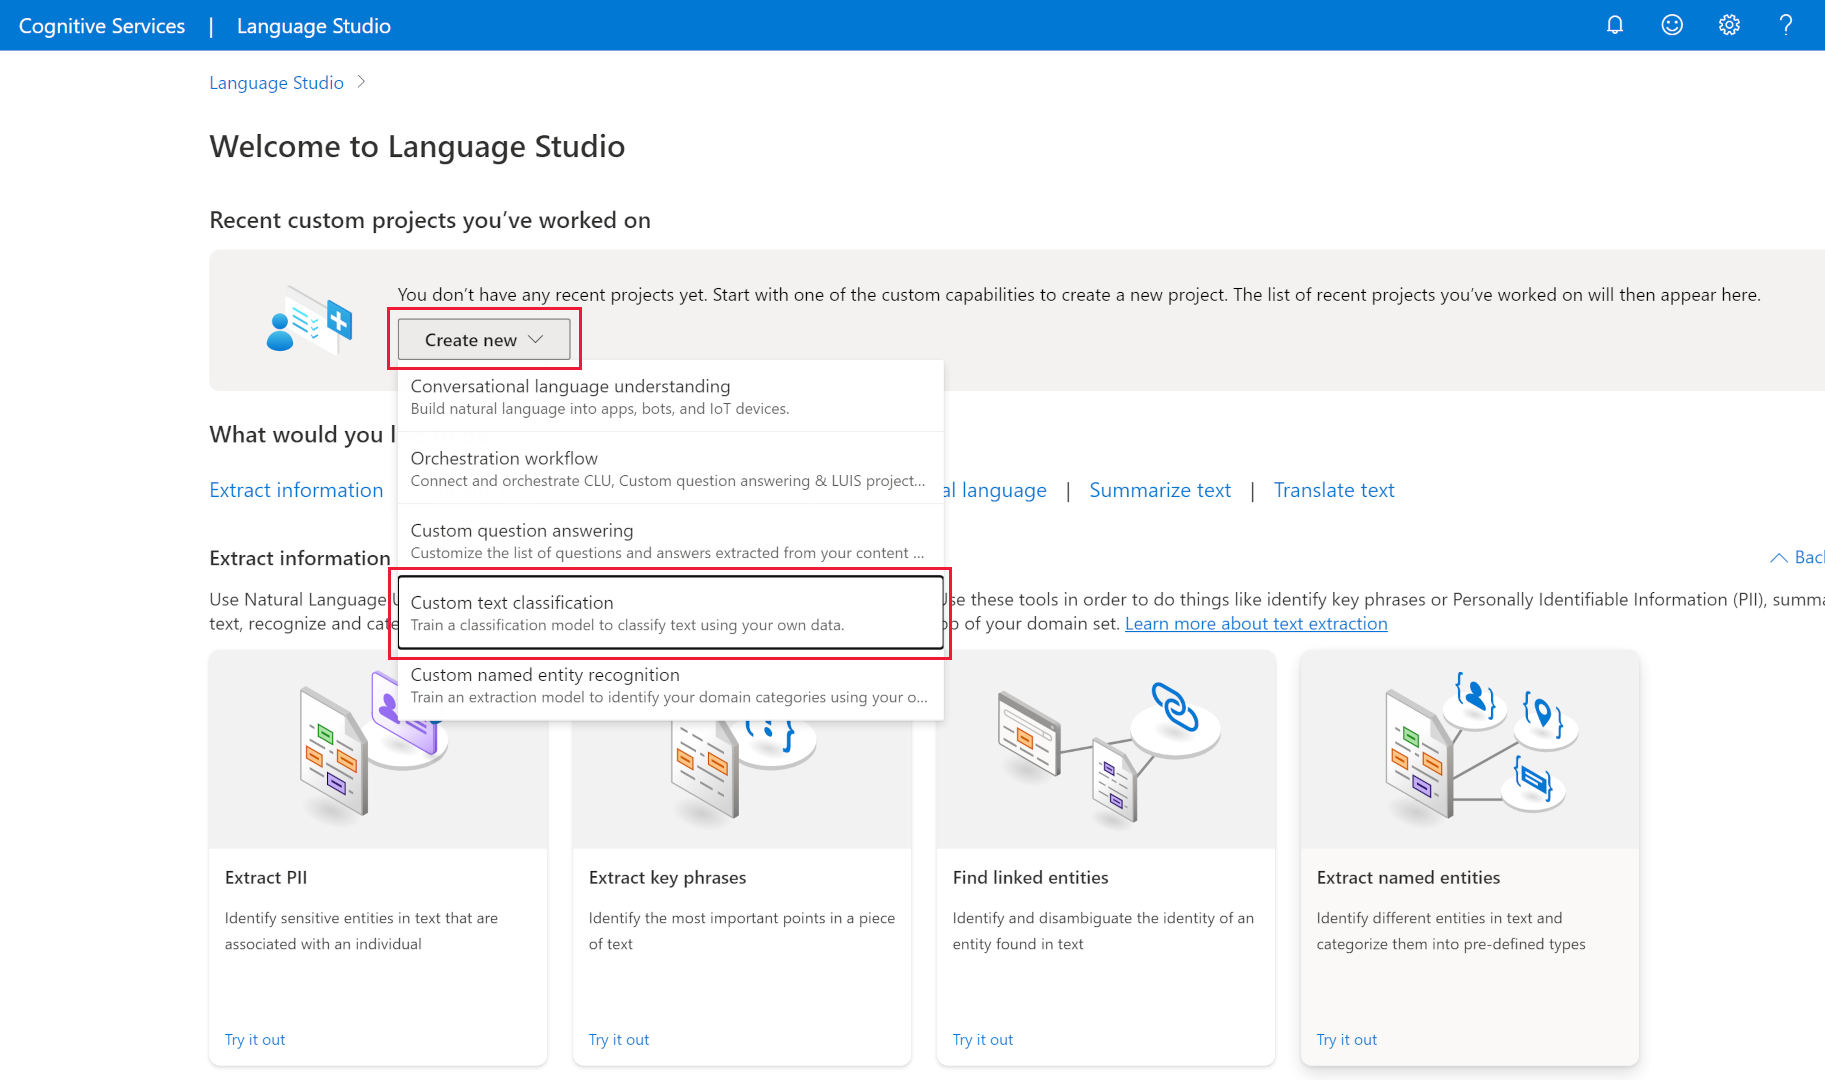 Cognitive Services | Language Studio
?
Language Studio
Welcome to Language Studio
Recent custom projects you've worked on
You don't have any recent projects yet. Start with one of the custom capabilities to create a new project. The list of recent projects you've worked on will then appear here.
Create new
Conversational language understanding
Build natural language into apps, bots, and IoT devices.
What would you
Orchestration workflow
Connect and orchestrate CLU, Custom question answering & LUIS project...
Extract information
language | Summarize text | Translate text
Custom question answering
Customize the list of questions and answers extracted from your content ...
Extract information
Custom text classification
Train a classification model to classify text using your own data.
Use Natural Language
these tools in order to do things like identify key phrases or Personally Identifiable Information (PII),
text, recognize and
of your domain set. Learn more about text extraction
Custom named entity recognition
Train an extraction model to identify your domain categories using your o...
Extract PII
Identify sensitive entities in text that are
associated with an individual
Try it out
Extract key phrases
Identify the most important points in a piece
of text
Try it out
Find linked entities
Identify and disambiguate the identity of an
entity found in text
Try it out
Extract named entities
Identify different entities in text and
categorize them into pre-defined types
Try it out